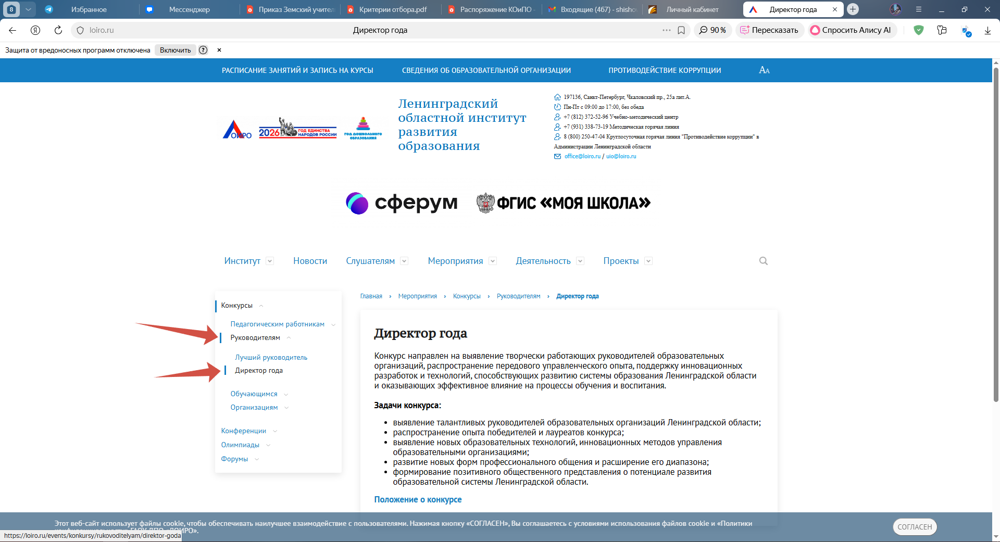 8
Избранное
Мессенджер
Приказ Земский учител
Критерии отбора.pdf
Распоряжение КОиПО -
Входящие (467) - shisho
Личный кабинет
Директор года
loiro.ru
Директор года
90 %
Пересказать
Спросить Алису AI
Защита от вредоносных программ отключена
Включить
?
РАСПИСАНИЕ ЗАНЯТИЙ И ЗАПИСЬ НА КУРСЫ
СВЕДЕНИЯ ОБ ОБРАЗОВАТЕЛЬНОЙ ОРГАНИЗАЦИИ
ПРОТИВОДЕЙСТВИЕ КОРРУПЦИИ
AA
ОИРО
2026 ГОД ЕДИНСТВА НАРОДОВ РОССИИ
ГОД ДОШКОЛЬНОГО ОБРАЗОВАНИЯ
Ленинградский
областной институт
развития
образования
197136, Санкт-Петербург, Чкаловский пр., 25а лит.А.
Пн-Пт с 09:00 до 17:00, без обеда
+7 (812) 372-52-96 Учебно-методический центр
+7 (931) 338-73-19 Методическая горячая линия
8 (800) 250-47-04 Круглосуточная горячая линия "Противодействие коррупции" в
Администрации Ленинградской области
office@loiro.ru / uio@loiro.ru
сферум
ФГИС «МОЯ ШКОЛА»
Институт
Новости
Слушателям
Мероприятия
Деятельность
Проекты
Конкурсы
Педагогическим работникам
Руководителям
Лучший руководитель
Директор года
Обучающимся
Организациям
Конференции
Олимпиады
Форумы
Главная › Мероприятия › Конкурсы › Руководителям › Директор года
Директор года
Конкурс направлен на выявление творчески работающих руководителей образовательных
организаций, распространение передового управленческого опыта, поддержку инновационных
разработок и технологий, способствующих развитию системы образования Ленинградской области
и оказывающих эффективное влияние на процессы обучения и воспитания.
Задачи конкурса:
• выявление талантливых руководителей образовательных организаций Ленинградской области;
• распространение опыта победителей и лауреатов конкурса;
• выявление новых образовательных технологий, инновационных методов управления
образовательными организациями;
• развитие новых форм профессионального общения и расширение его диапазона;
• формирование позитивного общественного представления о потенциале развития
образовательной системы Ленинградской области.
Положение о конкурсе
Этот веб-сайт использует файлы cookie, чтобы обеспечивать наилучшее взаимодействие с пользователями. Нажимая кнопку «СОГЛАСЕН», Вы соглашаетесь с условиями использования файлов cookie и «Политики
СОГЛАСЕН
https://loiro.ru/events/konkursy/rukovoditelyam/direktor-goda